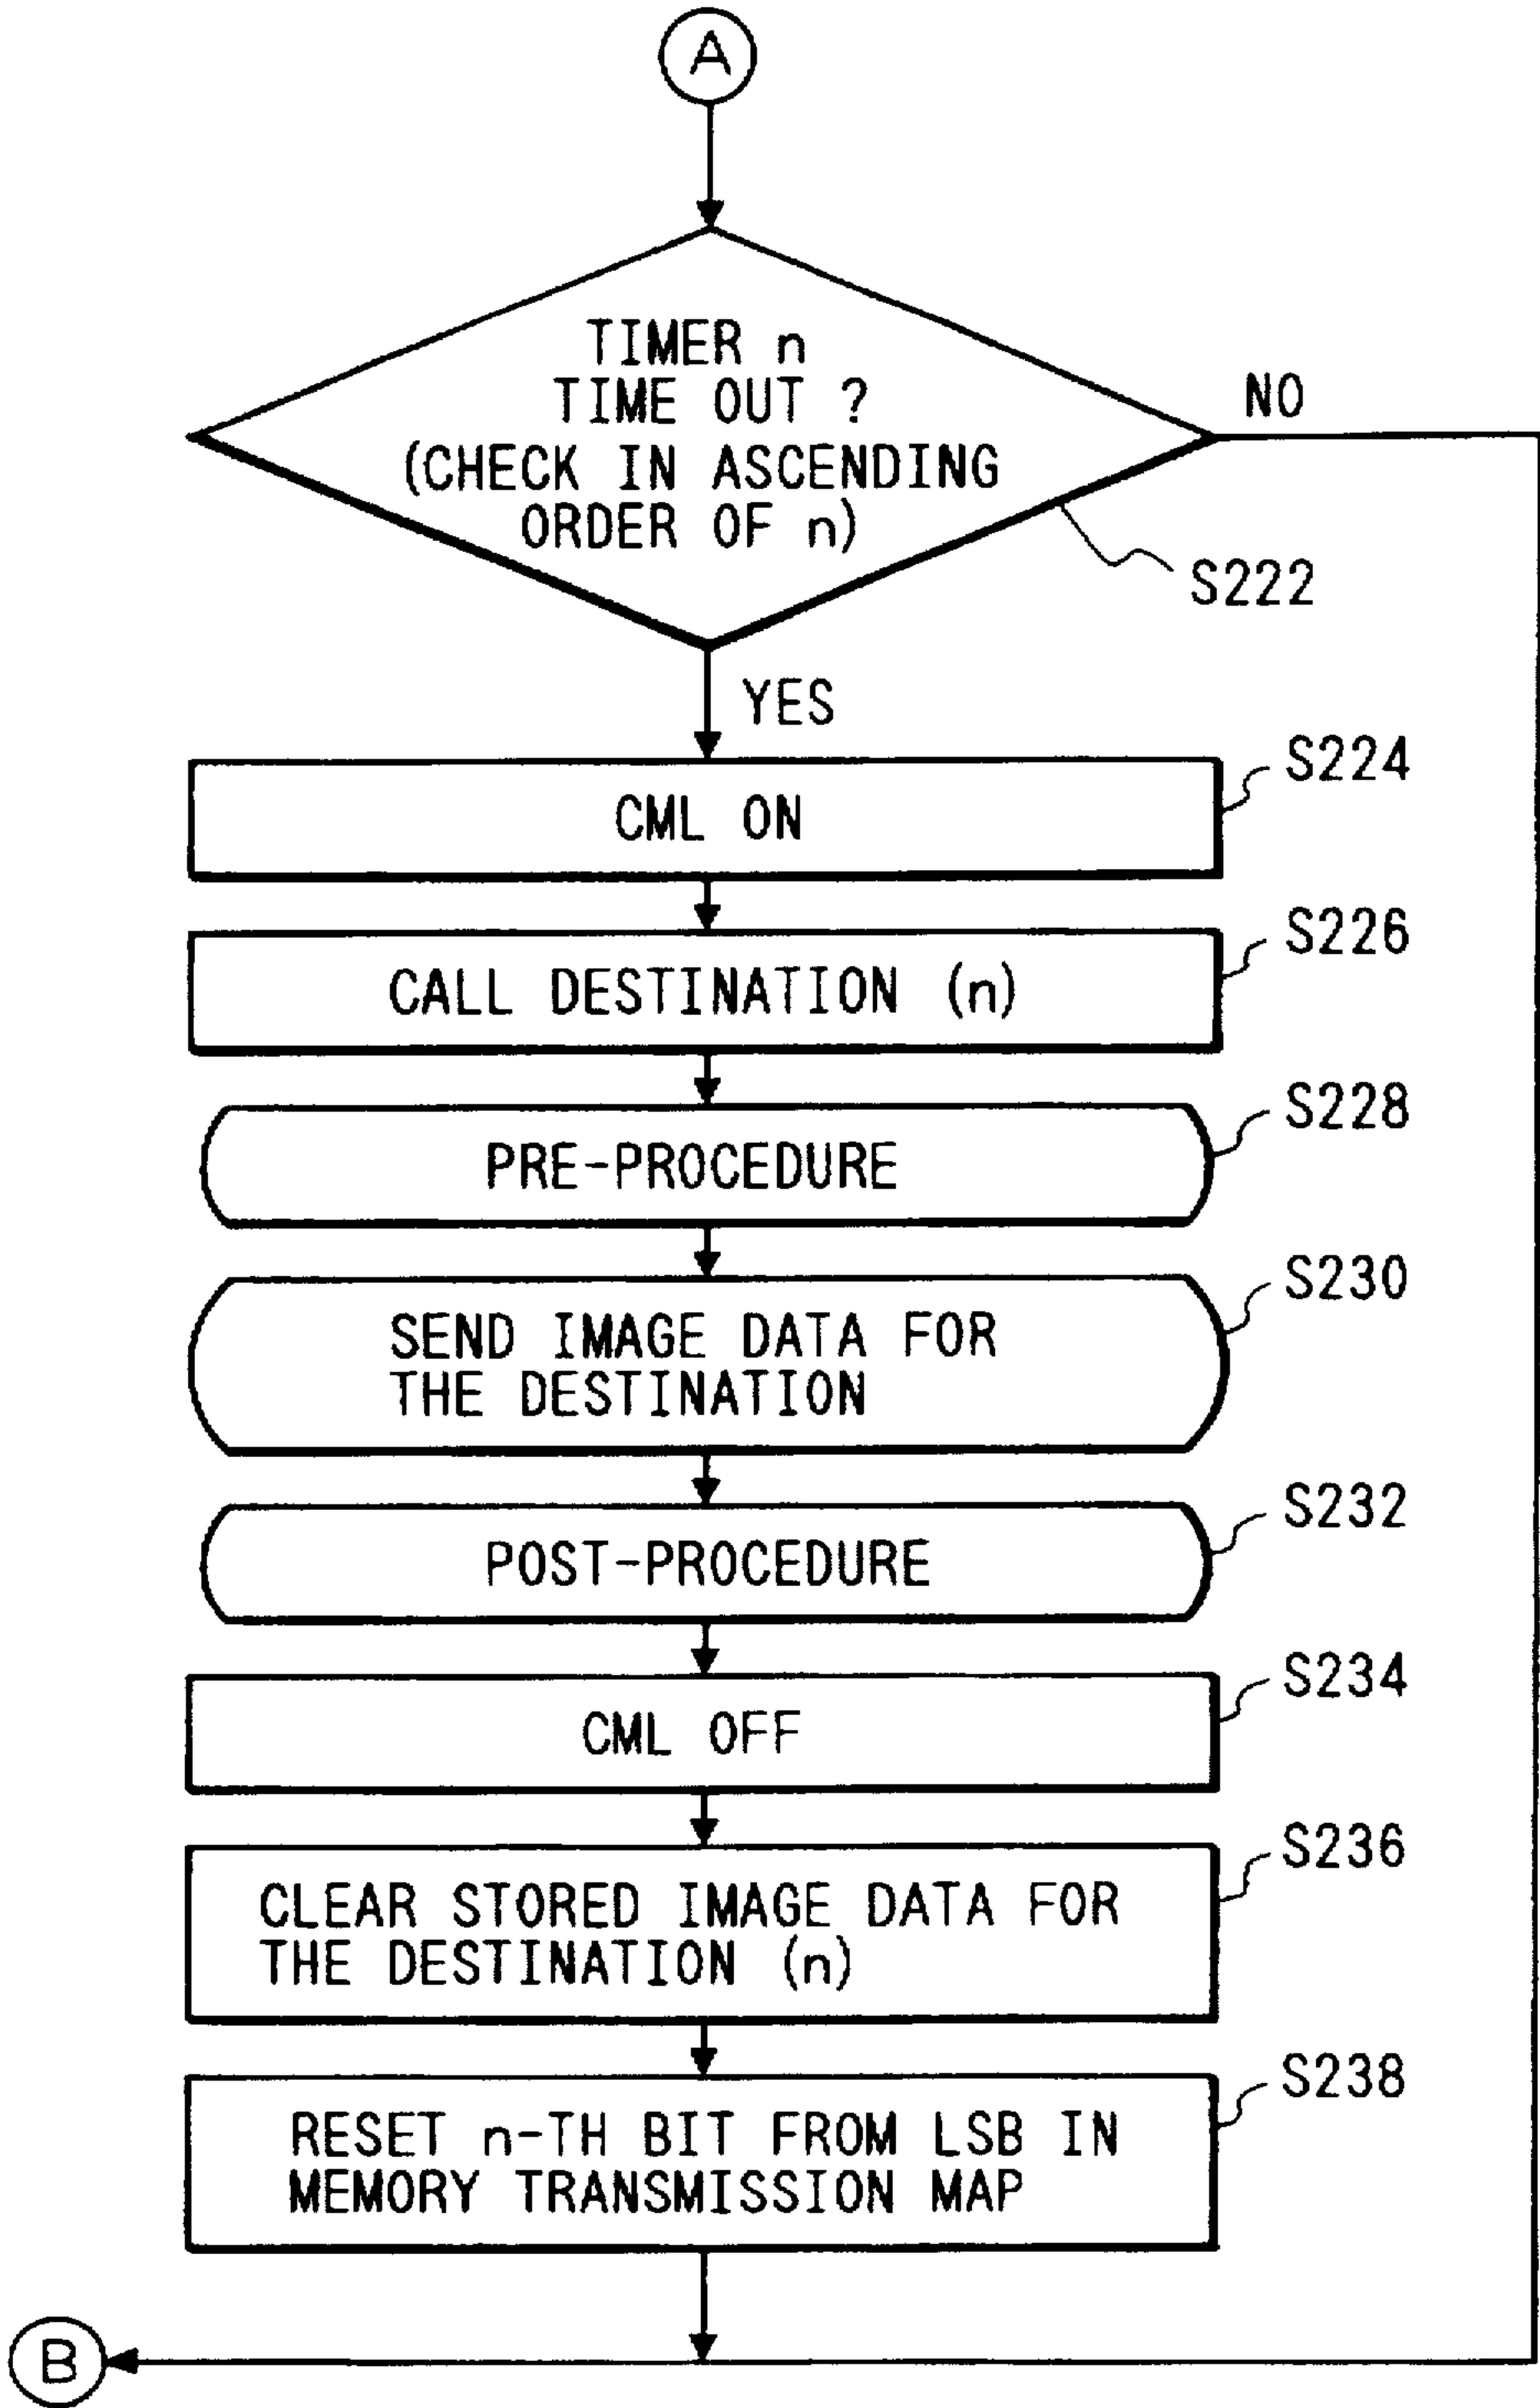 A
TIMER n
TIME OUT ?
(CHECK IN ASCENDING
ORDER OF n)
NO
S222
YES
S224
CML ON
S226
CALL DESTINATION (n)
S228
PRE-PROCEDURE
S230
SEND IMAGE DATA FOR
THE DESTINATION
S232
POST-PROCEDURE
S234
CML OFF
S236
CLEAR STORED IMAGE DATA FOR
THE DESTINATION (n)
S238
RESET n-TH BIT FROM LSB IN
MEMORY TRANSMISSION MAP
B